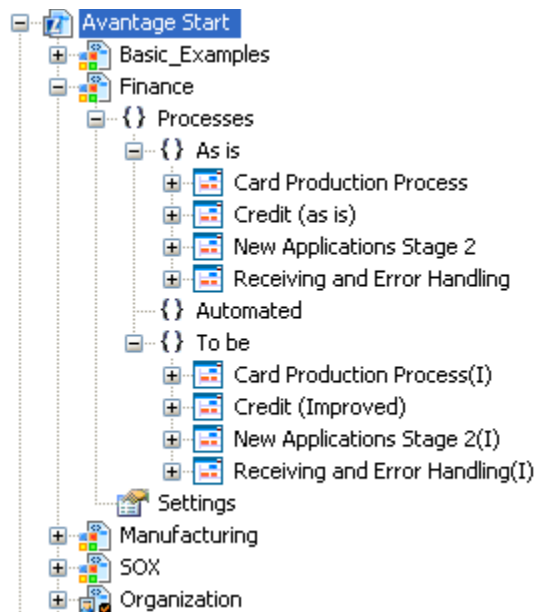 Avantage Start
Basic_Examples
Finance
{} Processes
{} As is
Card Production Process
Credit (as is)
New Applications Stage 2
Receiving and Error Handling
{} Automated
{} To be
Card Production Process(I)
Credit (Improved)
New Applications Stage 2(I)
Receiving and Error Handling(I)
Settings
Manufacturing
SOX
Organization